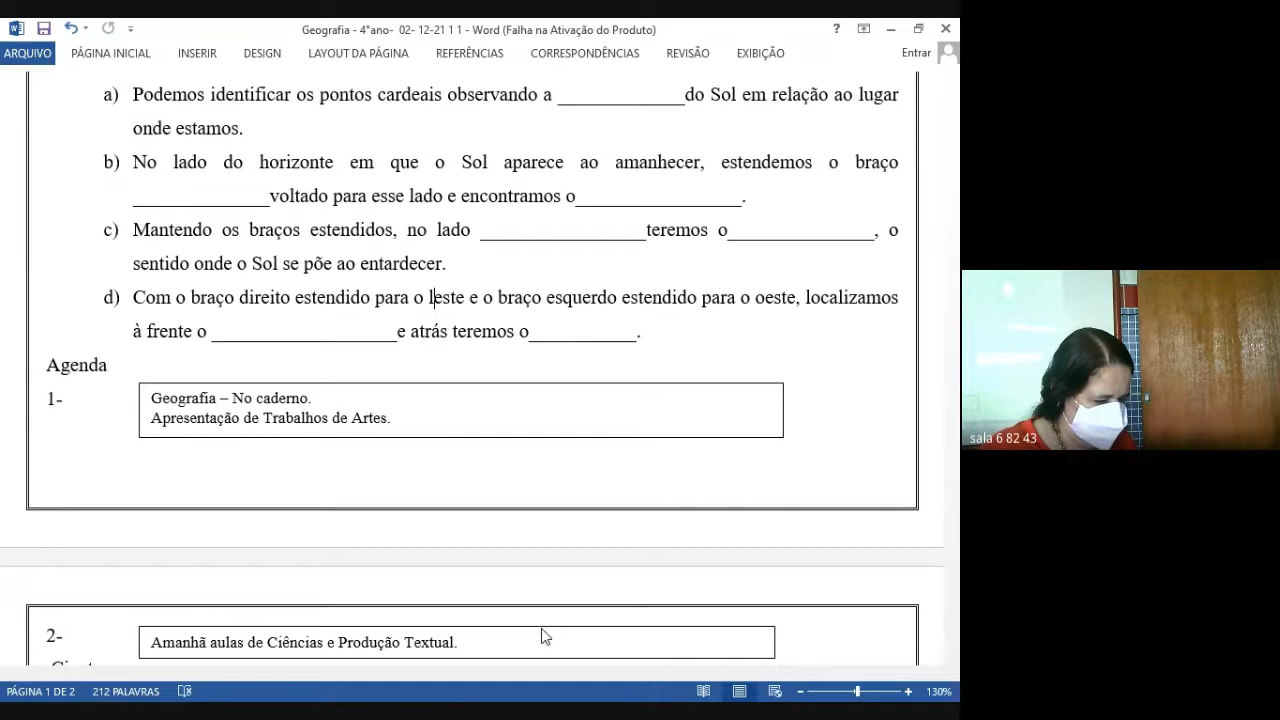 Geografia - 4°ano- 02- 12-21 1 1 - Word (Falha na Ativação do Produto)
ARQUIVO PÁGINA INICIAL INSERIR DESIGN LAYOUT DA PÁGINA REFERÊNCIAS CORRESPONDÊNCIAS REVISÃO EXIBIÇÃO Entrar
a) Podemos identificar os pontos cardeais observando a _____________do Sol em relação ao lugar
onde estamos.
b) No lado do horizonte em que o Sol aparece ao amanhecer, estendemos o braço
______________voltado para esse lado e encontramos o_________________.
c) Mantendo os braços estendidos, no lado _________________teremos o_______________, o
sentido onde o Sol se põe ao entardecer.
d) Com o braço direito estendido para o leste e o braço esquerdo estendido para o oeste, localizamos
à frente o ___________________e atrás teremos o___________.
Agenda
1-
Geografia – No caderno.
Apresentação de Trabalhos de Artes.
sala 6 82 43
2-
Amanhã aulas de Ciências e Produção Textual.
PÁGINA 1 DE 2 212 PALAVRAS 130%